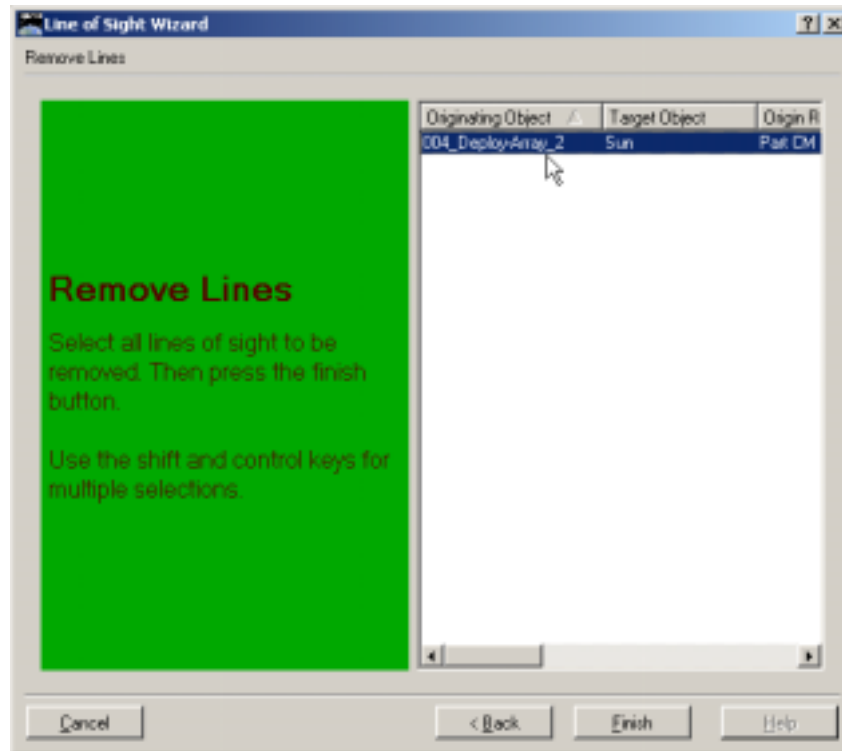 Line of Sight Wizard
Remove Lines
Originating Object
Target Object
Origin R
004_Deploy-Array_2
Sun
Part CM
Remove Lines
Select all lines of sight to be
removed. Then press the finish
button.
Use the shift and control keys for
multiple selections.
Cancel
< Back
Finish
Help